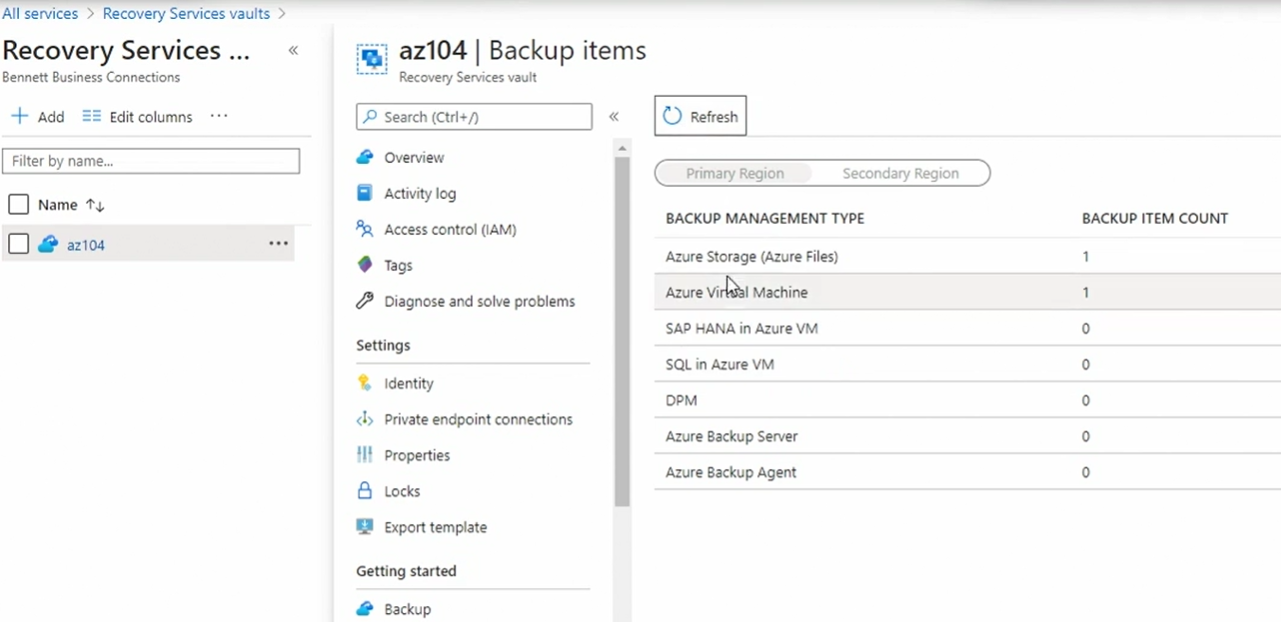 All services > Recovery Services vaults >
Recovery Services ... «
Bennett Business Connections
+ Add Edit columns ...
Filter by name...
Name ↑↓
az104 ...
az104 | Backup items
Recovery Services vault
Search (Ctrl+/) «
Overview
Activity log
Access control (IAM)
Tags
Diagnose and solve problems
Settings
Identity
Private endpoint connections
Properties
Locks
Export template
Getting started
Backup
Refresh
Primary Region Secondary Region
BACKUP MANAGEMENT TYPE BACKUP ITEM COUNT
Azure Storage (Azure Files) 1
Azure Virtual Machine 1
SAP HANA in Azure VM 0
SQL in Azure VM 0
DPM 0
Azure Backup Server 0
Azure Backup Agent 0